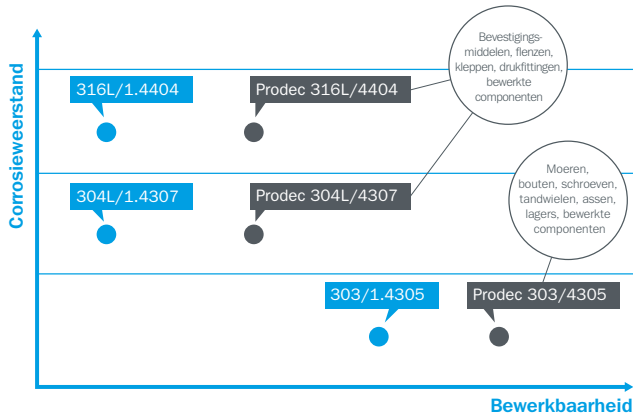 Corrosieweerstand
Bevestigings-
middelen, flenzen,
kleppen, drukfittingen,
bewerkte
componenten
316L/1.4404
Prodec 316L/4404
304L/1.4307
Prodec 304L/4307
Moeren,
bouten, schroeven,
tandwielen, assen,
lagers, bewerkte
componenten
303/1.4305
Prodec 303/4305
Bewerkbaarheid